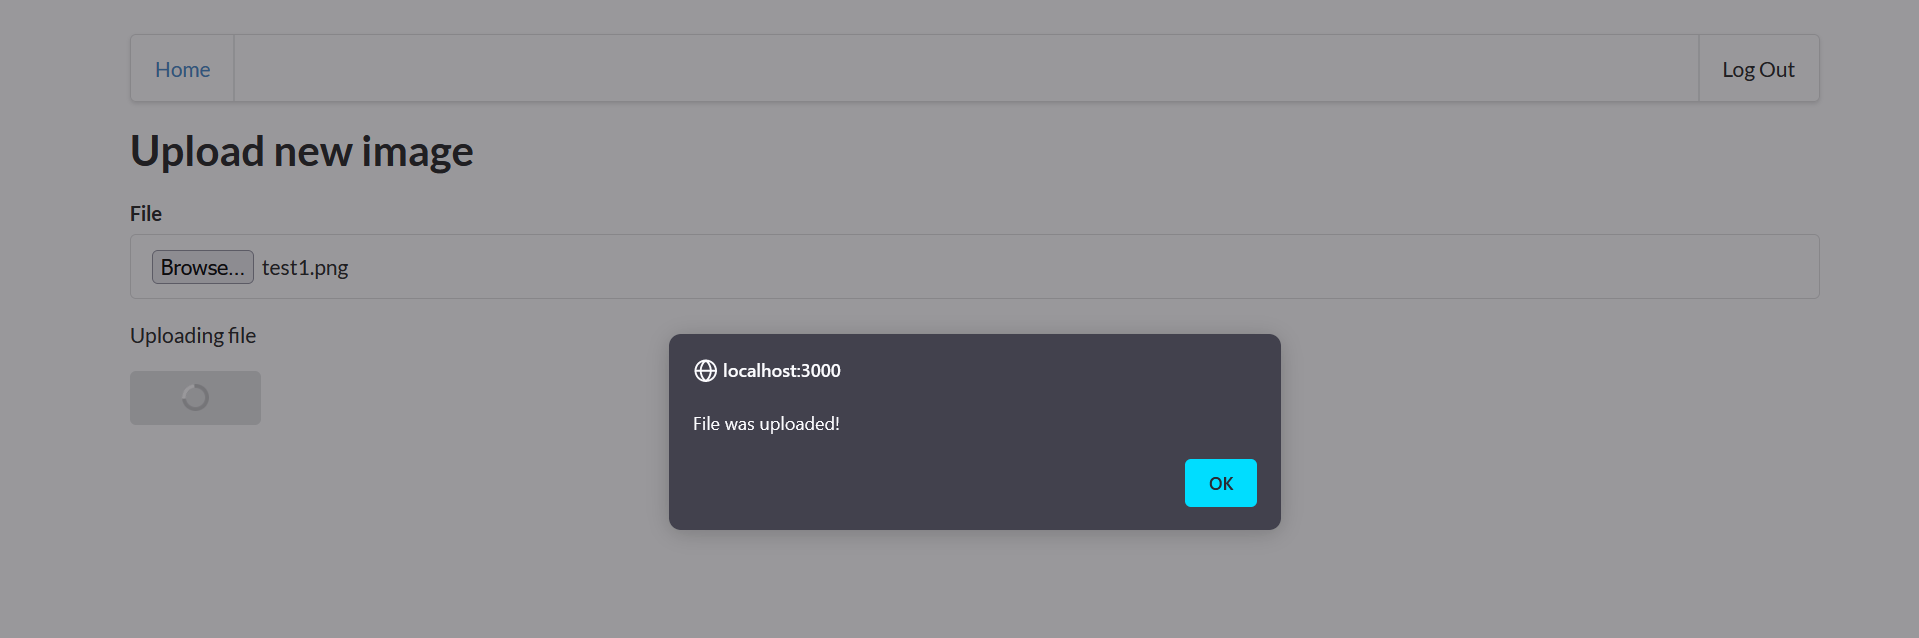 Home
Log Out
Upload new image
File
Browse... test1.png
Uploading file
localhost:3000
File was uploaded!
OK